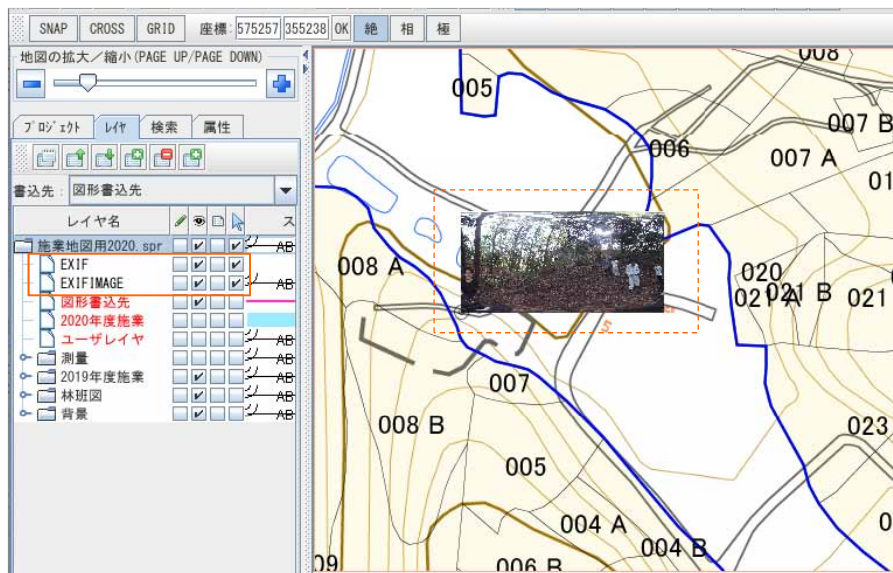 SNAP CROSS GRID 座標: 575257 355238 OK 絶 相 極
地図の拡大／縮小(PAGE UP/PAGE DOWN)
ﾌﾟﾛｼﾞｪｸﾄ ﾚｲﾔ 検索 属性
書込先: 図形書込先
レイヤ名 ス
施業地図用2020.spr AB
EXIF
EXIFIMAGE AB
図形書込先
2020年度施業
ユーザレイヤ AB
測量 AB
2019年度施業 AB
林班図 AB
背景 AB
008
005
007 B
006
007 A
01
008 A
020
021 A
021 B
021
5
007
008 B
023
005
004 A
0
004 B
09
006 B